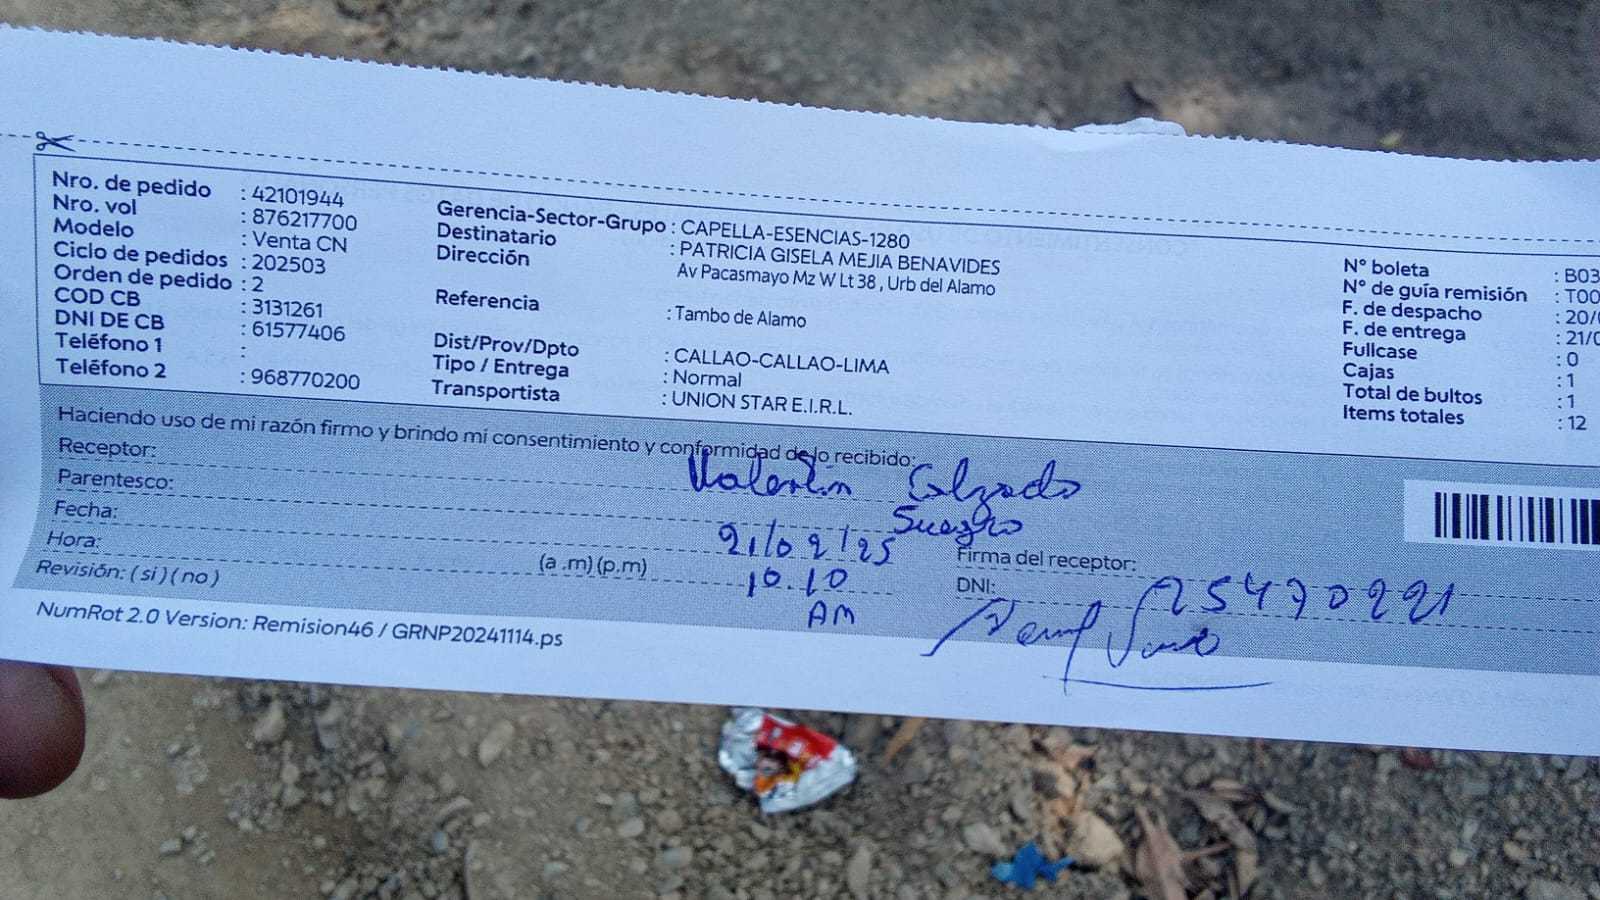 Nro. de pedido : 42101944
Nro. vol : 876217700
Modelo : Venta CN
Ciclo de pedidos : 202503
Orden de pedido : 2
COD CB : 3131261
DNI DE CB : 61577406
Teléfono 1 :
Teléfono 2 : 968770200
Gerencia-Sector-Grupo : CAPELLA-ESENCIAS-1280
Destinatario : PATRICIA GISELA MEJIA BENAVIDES
Dirección Av Pacasmayo Mz W Lt 38 , Urb del Alamo
Referencia : Tambo de Alamo
Dist/Prov/Dpto : CALLAO-CALLAO-LIMA
Tipo / Entrega : Normal
Transportista : UNION STAR E.I.R.L.
N° boleta : B03
N° de guía remisión : T00
F. de despacho : 20/
F. de entrega : 21/0
Fullcase : 0
Cajas : 1
Total de bultos : 1
Items totales : 12
Haciendo uso de mi razón firmo y brindo mi consentimiento y conformidad de lo recibido:
Receptor: Valentin Calzado
Parentesco: Suegro
Fecha: 21/02/25
Hora: (a .m) (p.m) 10.10
AM
Revisión: ( si ) ( no )
Firma del receptor:
DNI: 25470221
NumRot 2.0 Version: Remision46 / GRNP20241114.ps